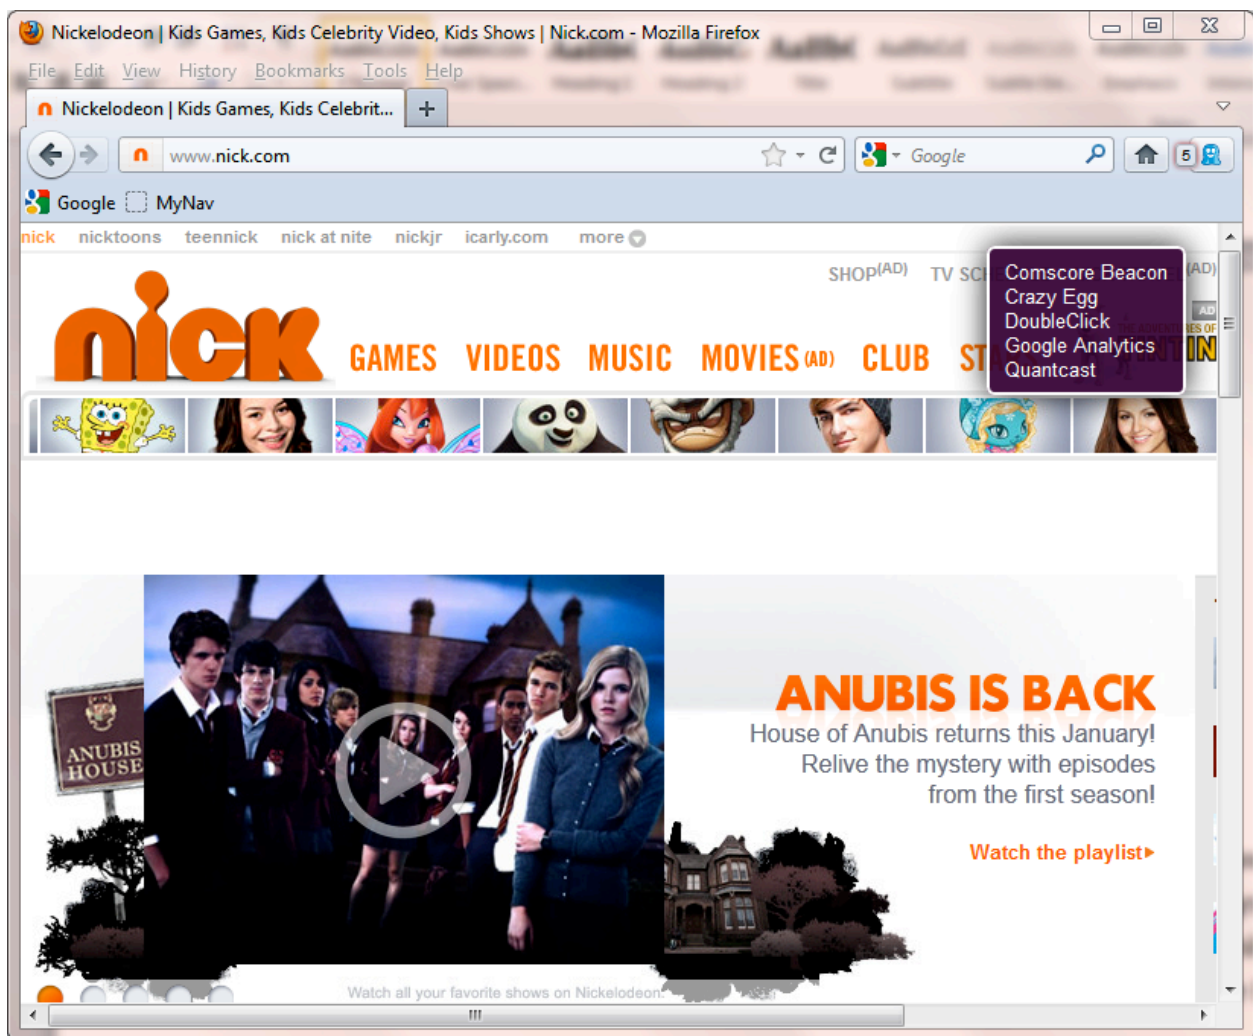 Nickelodeon | Kids Games, Kids Celebrity Video, Kids Shows | Nick.com - Mozilla Firefox
File Edit View History Bookmarks Tools Help
Nickelodeon | Kids Games, Kids Celebrit...
www.nick.com
Google
5
Google MyNav
nick nicktoons teennick nick at nite nickjr icarly.com more
SHOP(AD) TV (AD)
Comscore Beacon
Crazy Egg
DoubleClick
Google Analytics
Quantcast
AD
nick
GAMES VIDEOS MUSIC MOVIES (AD) CLUB
ANUBIS
HOUSE
ANUBIS IS BACK
House of Anubis returns this January!
Relive the mystery with episodes
from the first season!
Watch the playlist
Watch all your favorite shows on Nickelodeon.